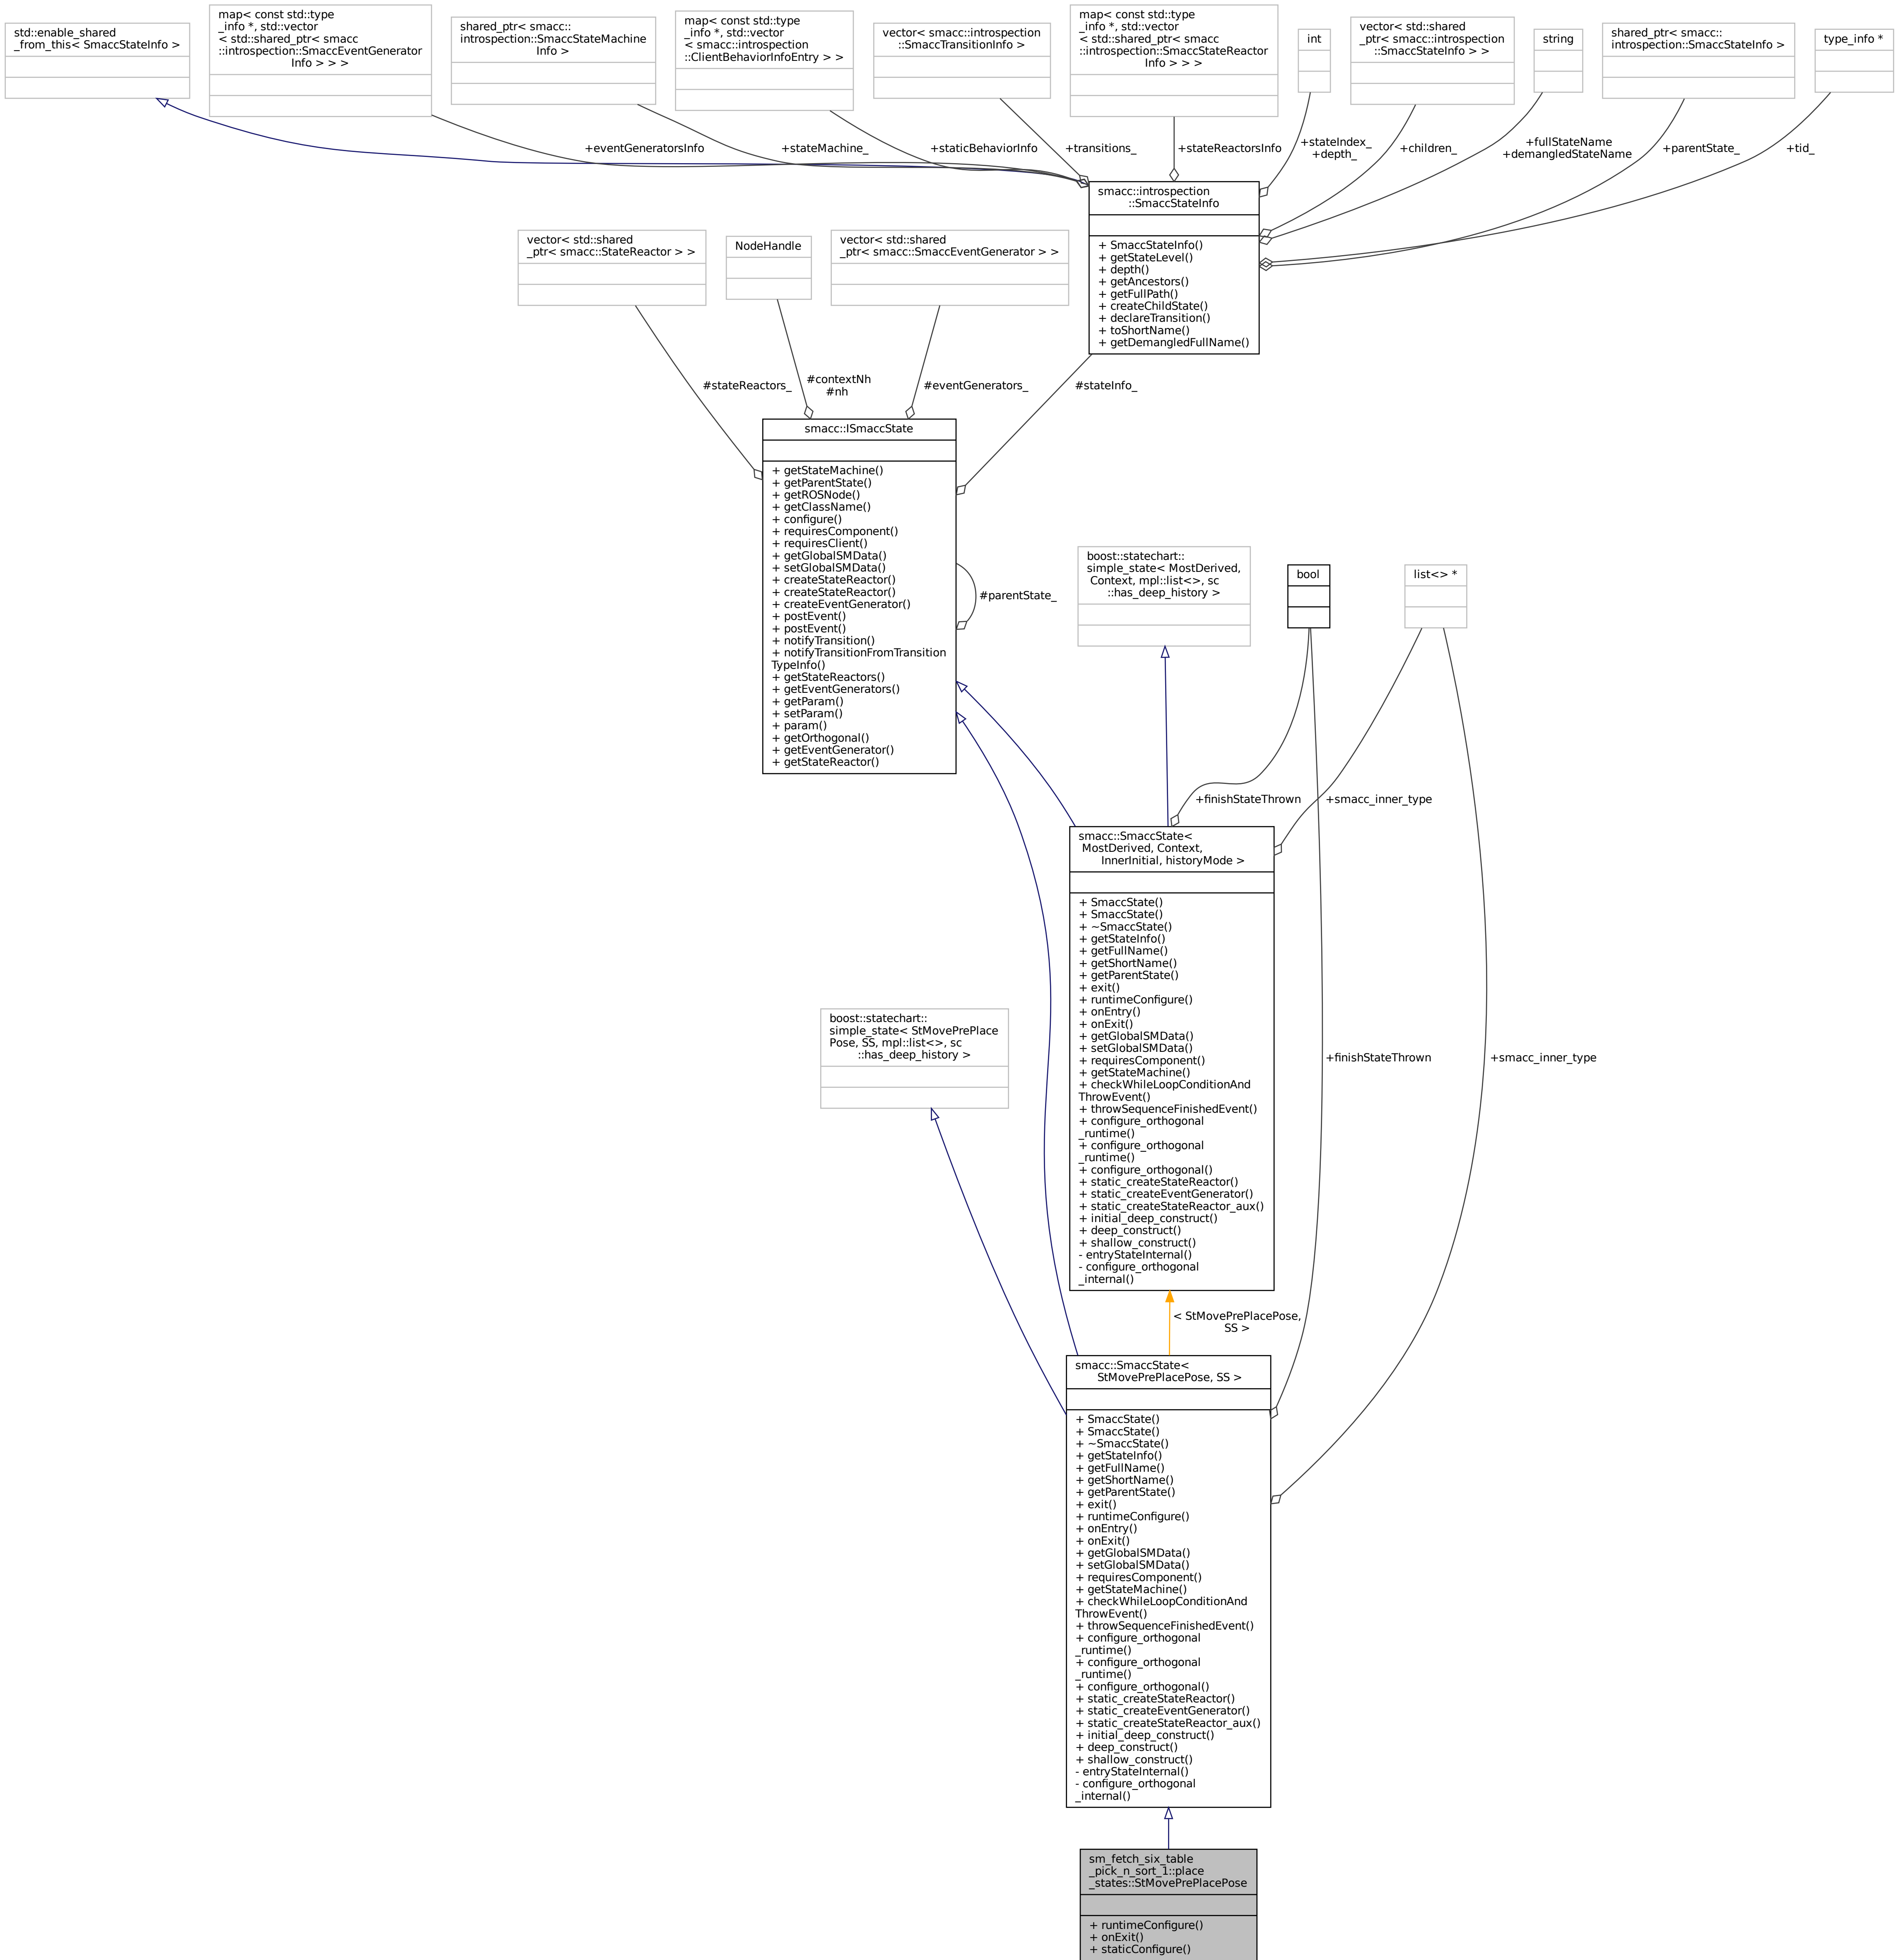 std::enable_shared
_from_this< SmaccStateInfo >
map< const std::type
_info *, std::vector
< std::shared_ptr< smacc
::introspection::SmaccEventGenerator
Info > > >
shared_ptr< smacc::
introspection::SmaccStateMachine
Info >
map< const std::type
_info *, std::vector
< smacc::introspection
::ClientBehaviorInfoEntry > >
vector< smacc::introspection
::SmaccTransitionInfo >
map< const std::type
_info *, std::vector
< std::shared_ptr< smacc
::introspection::SmaccStateReactor
Info > > >
int
vector< std::shared
_ptr< smacc::introspection
::SmaccStateInfo > >
string
shared_ptr< smacc::
introspection::SmaccStateInfo >
type_info *
+eventGeneratorsInfo
+stateMachine_
+staticBehaviorInfo
+transitions_
+stateReactorsInfo
+stateIndex_
+depth_
+children_
+fullStateName
+demangledStateName
+parentState_
+tid_
smacc::introspection
::SmaccStateInfo
+ SmaccStateInfo()
+ getStateLevel()
+ depth()
+ getAncestors()
+ getFullPath()
+ createChildState()
+ declareTransition()
+ toShortName()
+ getDemangledFullName()
vector< std::shared
_ptr< smacc::StateReactor > >
NodeHandle
vector< std::shared
_ptr< smacc::SmaccEventGenerator > >
#stateReactors_
#contextNh
#nh
#eventGenerators_
#stateInfo_
smacc::ISmaccState
+ getStateMachine()
+ getParentState()
+ getROSNode()
+ getClassName()
+ configure()
+ requiresComponent()
+ requiresClient()
+ getGlobalSMData()
+ setGlobalSMData()
+ createStateReactor()
+ createStateReactor()
+ createEventGenerator()
+ postEvent()
+ postEvent()
+ notifyTransition()
+ notifyTransitionFromTransition
TypeInfo()
+ getStateReactors()
+ getEventGenerators()
+ getParam()
+ setParam()
+ param()
+ getOrthogonal()
+ getEventGenerator()
+ getStateReactor()
#parentState_
boost::statechart::
simple_state< MostDerived,
Context, mpl::list<>, sc
::has_deep_history >
bool
list<> *
+finishStateThrown
+smacc_inner_type
smacc::SmaccState<
MostDerived, Context,
InnerInitial, historyMode >
+ SmaccState()
+ SmaccState()
+ ~SmaccState()
+ getStateInfo()
+ getFullName()
+ getShortName()
+ getParentState()
+ exit()
+ runtimeConfigure()
+ onEntry()
+ onExit()
+ getGlobalSMData()
+ setGlobalSMData()
+ requiresComponent()
+ getStateMachine()
+ checkWhileLoopConditionAnd
ThrowEvent()
+ throwSequenceFinishedEvent()
+ configure_orthogonal
_runtime()
+ configure_orthogonal
_runtime()
+ configure_orthogonal()
+ static_createStateReactor()
+ static_createEventGenerator()
+ static_createStateReactor_aux()
+ initial_deep_construct()
+ deep_construct()
+ shallow_construct()
- entryStateInternal()
- configure_orthogonal
_internal()
boost::statechart::
simple_state< StMovePrePlace
Pose, SS, mpl::list<>, sc
::has_deep_history >
+finishStateThrown
+smacc_inner_type
< StMovePrePlacePose,
SS >
smacc::SmaccState<
StMovePrePlacePose, SS >
+ SmaccState()
+ SmaccState()
+ ~SmaccState()
+ getStateInfo()
+ getFullName()
+ getShortName()
+ getParentState()
+ exit()
+ runtimeConfigure()
+ onEntry()
+ onExit()
+ getGlobalSMData()
+ setGlobalSMData()
+ requiresComponent()
+ getStateMachine()
+ checkWhileLoopConditionAnd
ThrowEvent()
+ throwSequenceFinishedEvent()
+ configure_orthogonal
_runtime()
+ configure_orthogonal
_runtime()
+ configure_orthogonal()
+ static_createStateReactor()
+ static_createEventGenerator()
+ static_createStateReactor_aux()
+ initial_deep_construct()
+ deep_construct()
+ shallow_construct()
- entryStateInternal()
- configure_orthogonal
_internal()
sm_fetch_six_table
_pick_n_sort_1::place
_states::StMovePrePlacePose
+ runtimeConfigure()
+ onExit()
+ staticConfigure()